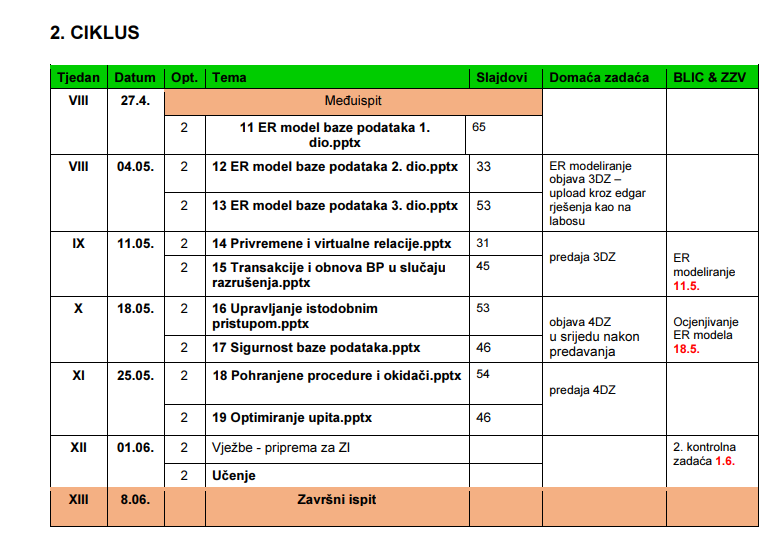 2. CIKLUS
Tjedan Datum Opt. Tema Slajdovi Domaća zadaća BLIC & ZZV
VIII 27.4. Međuispit
2 11 ER model baze podataka 1. 65
dio.pptx
VIII 04.05. 2 12 ER model baze podataka 2. dio.pptx 33
ER modeliranje
objava 3DZ –
upload kroz edgar
rješenja kao na
labosu
2 13 ER model baze podataka 3. dio.pptx 53
IX 11.05. 2 14 Privremene i virtualne relacije.pptx 31
predaja 3DZ
ER
modeliranje
11.5.
2 15 Transakcije i obnova BP u slučaju 45
razrušenja.pptx
X 18.05. 2 16 Upravljanje istodobnim 53
pristupom.pptx
objava 4DZ
u srijedu nakon
predavanja
Ocjenjivanje
ER modela
18.5.
2 17 Sigurnost baze podataka.pptx 46
XI 25.05. 2 18 Pohranjene procedure i okidači.pptx 54
predaja 4DZ
2 19 Optimiranje upita.pptx 46
XII 01.06. 2 Vježbe - priprema za ZI
2. kontrolna
zadaća 1.6.
2 Učenje
XIII 8.06. Završni ispit